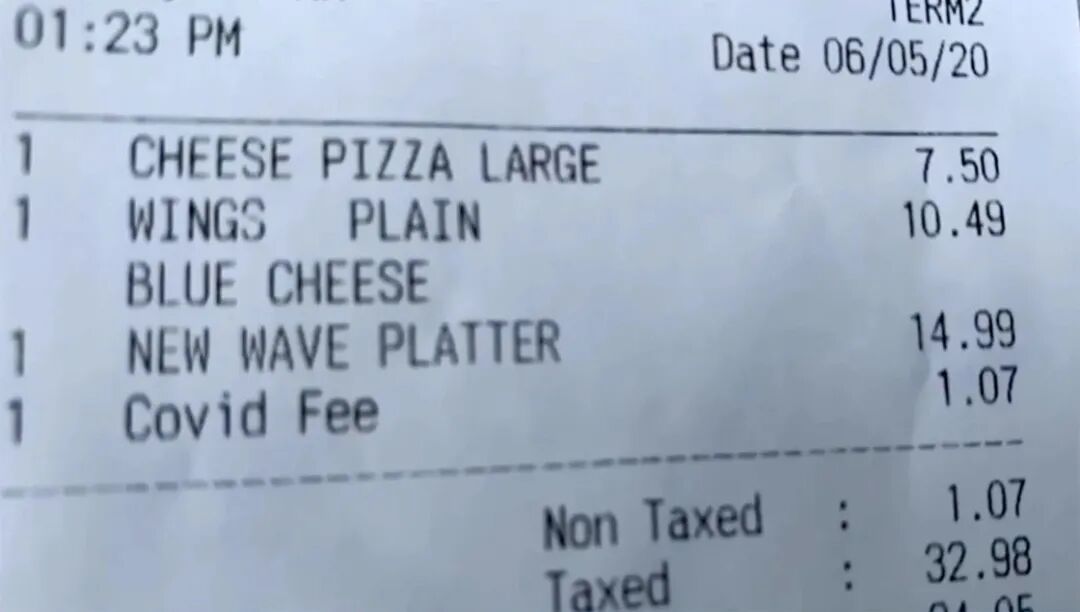 TERM2
01:23 PM
Date 06/05/20
1 CHEESE PIZZA LARGE 7.50
1 WINGS PLAIN 10.49
BLUE CHEESE
1 NEW WAVE PLATTER 14.99
1 Covid Fee 1.07
Non Taxed : 1.07
Taxed : 32.98